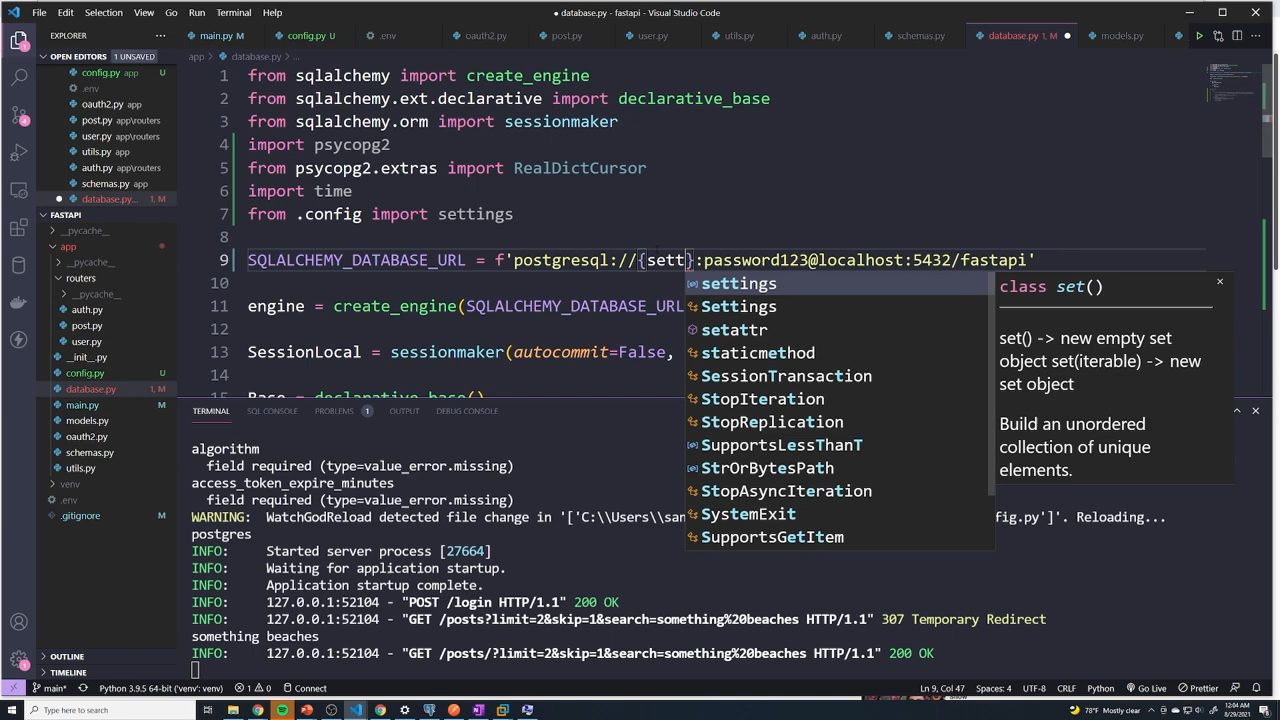 File Edit Selection View Go Run Terminal Help
● database.py - fastapi - Visual Studio Code
EXPLORER
main.py M config.py U .env oauth2.py post.py user.py utils.py auth.py schemas.py database.py 1, M models.py
OPEN EDITORS 1 UNSAVED
config.py U
.env
oauth2.py app
post.py app\routers
user.py app\routers
utils.py app
auth.py app\routers
schemas.py app
database.py... 1, M
FASTAPI
__pycache__
app
__pycache__
routers
__pycache__
auth.py
post.py
user.py
__init__.py
config.py U
database.py 1, M
main.py M
models.py
oauth2.py
schemas.py
utils.py
venv
.env
.gitignore M
OUTLINE
TIMELINE
app > database.py > ...
1 from sqlalchemy import create_engine
2 from sqlalchemy.ext.declarative import declarative_base
3 from sqlalchemy.orm import sessionmaker
4 import psycopg2
5 from psycopg2.extras import RealDictCursor
6 import time
7 from .config import settings
8
9 SQLALCHEMY_DATABASE_URL = f'postgresql://{sett}:password123@localhost:5432/fastapi'
10
11 engine = create_engine(SQLALCHEMY_DATABASE_URL
12
13 SessionLocal = sessionmaker(autocommit=False,
14
15 Base = declarative_base()
settings
Settings
setattr
staticmethod
SessionTransaction
StopIteration
StopReplication
SupportsLessThanT
StrOrBytesPath
StopAsyncIteration
SystemExit
SupportsGetItem
class set()
set() -> new empty set
object set(iterable) -> new
set object
Build an unordered
collection of unique
elements.
TERMINAL SQL CONSOLE PROBLEMS 1 OUTPUT DEBUG CONSOLE
algorithm
field required (type=value_error.missing)
access_token_expire_minutes
field required (type=value_error.missing)
WARNING: WatchGodReload detected file change in '['C:\\Users\\san fig.py']'. Reloading...
postgres
INFO: Started server process [27664]
INFO: Waiting for application startup.
INFO: Application startup complete.
INFO: 127.0.0.1:52104 - "POST /login HTTP/1.1" 200 OK
INFO: 127.0.0.1:52104 - "GET /posts?limit=2&skip=1&search=something%20beaches HTTP/1.1" 307 Temporary Redirect
something beaches
INFO: 127.0.0.1:52104 - "GET /posts/?limit=2&skip=1&search=something%20beaches HTTP/1.1" 200 OK
main* Python 3.9.5 64-bit ('venv': venv) 1 0 Connect
Ln 9, Col 47 Spaces: 4 UTF-8 CRLF Python Go Live Prettier
Type here to search
78°F Mostly clear
12:04 AM
8/29/2021